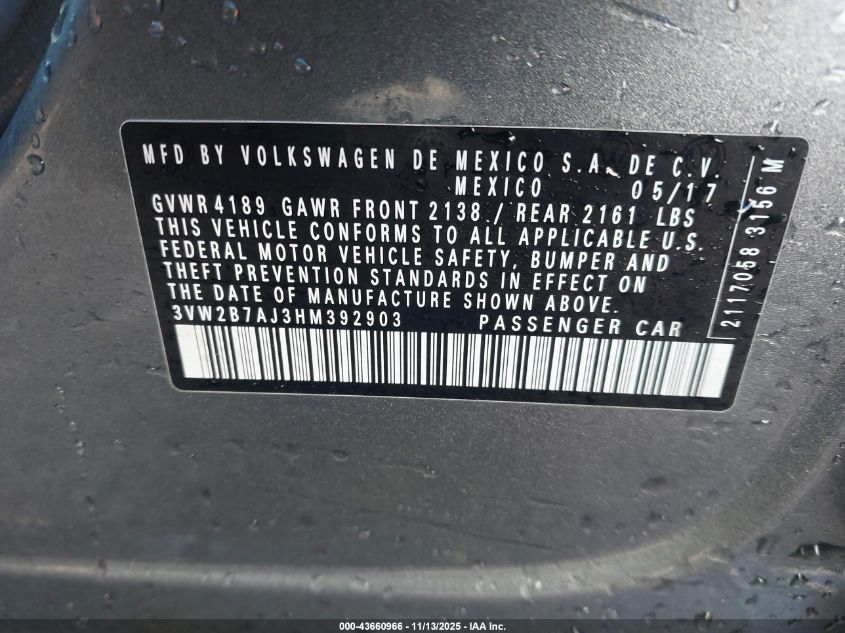 MFD BY VOLKSWAGEN DE MEXICO S.A. DE C.V.
MEXICO 05/17
GVWR 4189 GAWR FRONT 2138 / REAR 2161 LBS
THIS VEHICLE CONFORMS TO ALL APPLICABLE U.S.
FEDERAL MOTOR VEHICLE SAFETY, BUMPER AND
THEFT PREVENTION STANDARDS IN EFFECT ON
THE DATE OF MANUFACTURE SHOWN ABOVE.
3VW2B7AJ3HM392903 PASSENGER CAR
2117058 3156 M
000-43660966 - 11/13/2025 - IAA Inc.